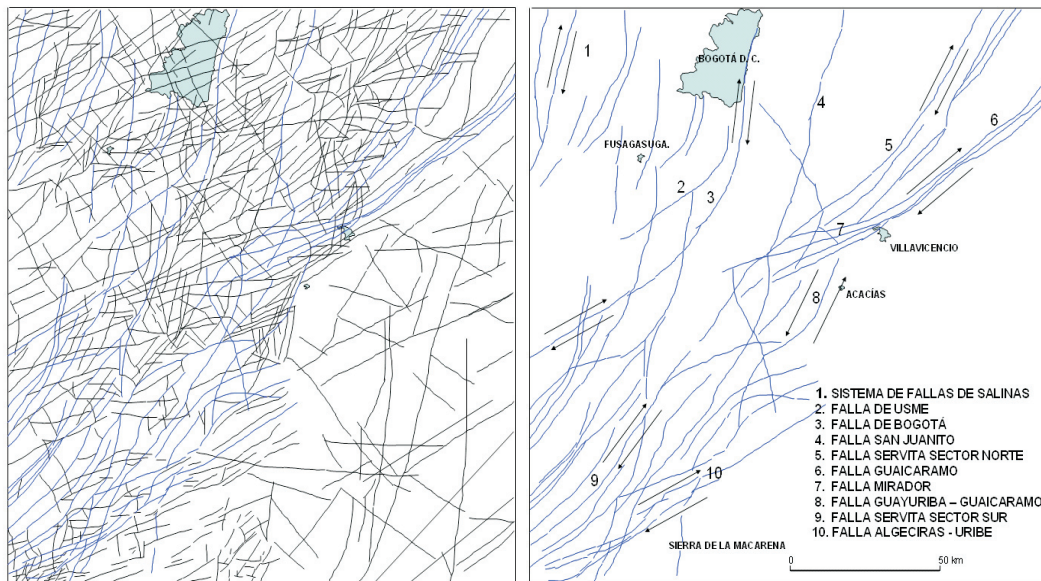 1
BOGOTÁ D. C.
4
6
FUSAGASUGA.
5
2
3
7
VILLAVICENCIO
8
ACACÍAS
1. SISTEMA DE FALLAS DE SALINAS
2. FALLA DE USME
3. FALLA DE BOGOTÁ
4. FALLA SAN JUANITO
5. FALLA SERVITA SECTOR NORTE
6. FALLA GUAICARAMO
7. FALLA MIRADOR
8. FALLA GUAYURIBA – GUAICARAMO
9. FALLA SERVITA SECTOR SUR
10. FALLA ALGECIRAS - URIBE
9
10
SIERRA DE LA MACARENA
0 50 km